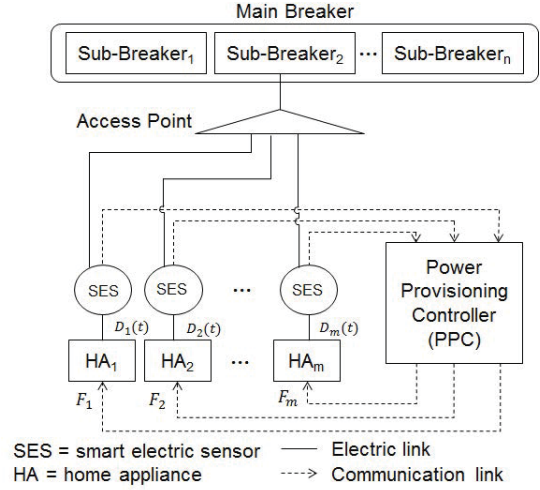 Main Breaker
Sub-Breaker₁ Sub-Breaker₂ ... Sub-Breakerₙ
Access Point
SES SES ... SES
Power
Provisioning
Controller
(PPC)
D₁(t) D₂(t) Dₘ(t)
HA₁ HA₂ ... HAₘ
F₁ F₂ Fₘ
SES = smart electric sensor Electric link
HA = home appliance Communication link